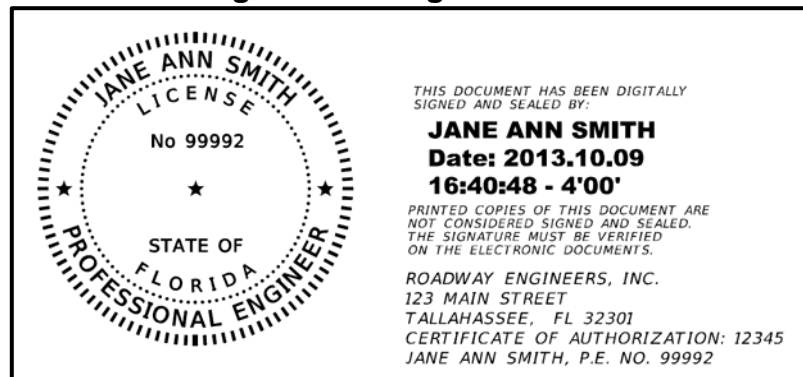 JANE ANN SMITH
LICENSE
No 99992
STATE OF
FLORIDA
PROFESSIONAL ENGINEER
THIS DOCUMENT HAS BEEN DIGITALLY
SIGNED AND SEALED BY:
JANE ANN SMITH
Date: 2013.10.09
16:40:48 - 4'00'
PRINTED COPIES OF THIS DOCUMENT ARE
NOT CONSIDERED SIGNED AND SEALED.
THE SIGNATURE MUST BE VERIFIED
ON THE ELECTRONIC DOCUMENTS.
ROADWAY ENGINEERS, INC.
123 MAIN STREET
TALLAHASSEE, FL 32301
CERTIFICATE OF AUTHORIZATION: 12345
JANE ANN SMITH, P.E. NO. 99992